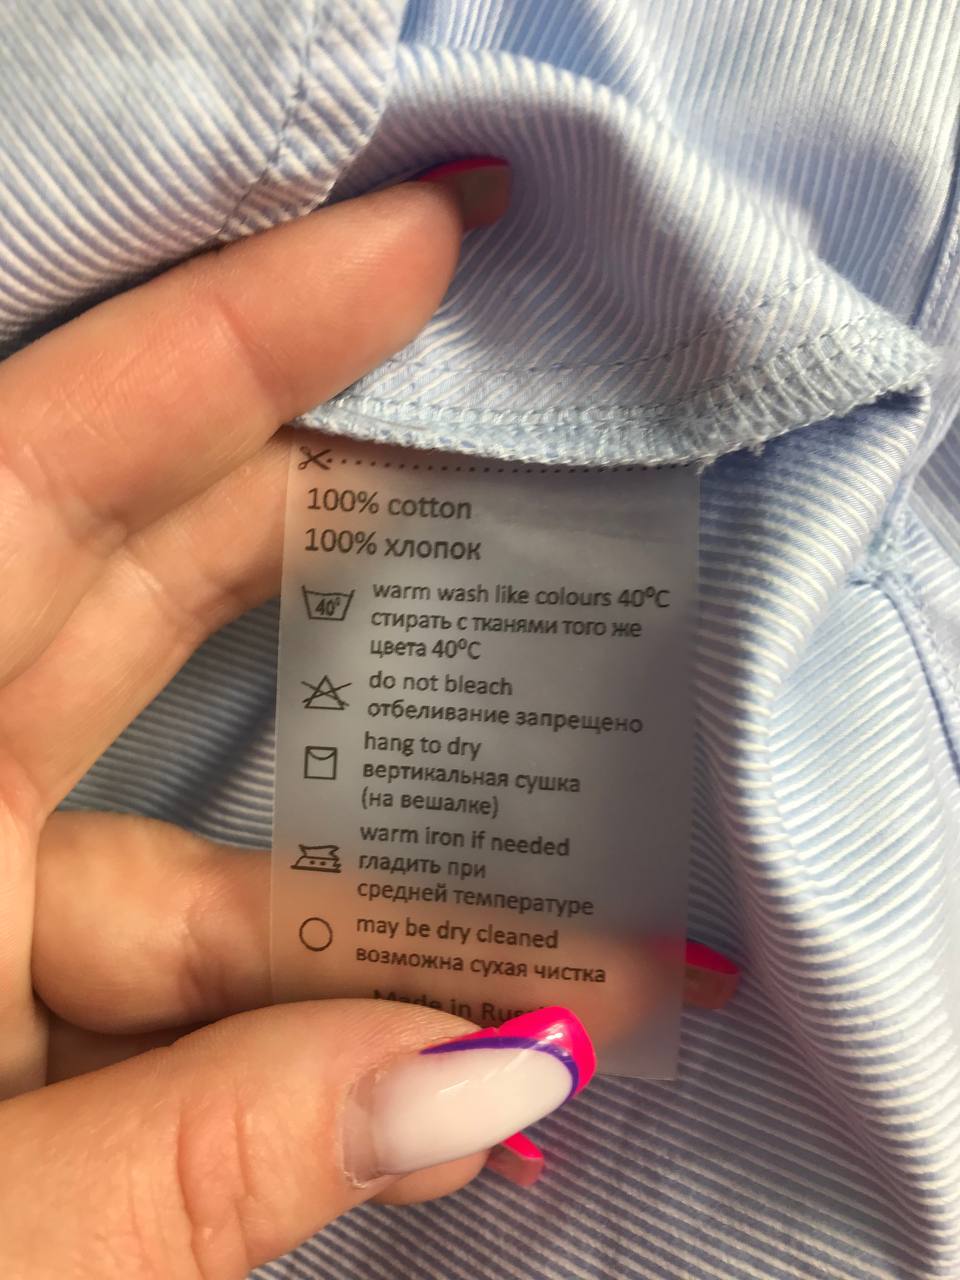 100% cotton
100% хлопок
40°
warm wash like colours 40°C
стирать с тканями того же
цвета 40°C
do not bleach
отбеливание запрещено
hang to dry
вертикальная сушка
(на вешалке)
warm iron if needed
гладить при
средней температуре
may be dry cleaned
возможна сухая чистка
Made in